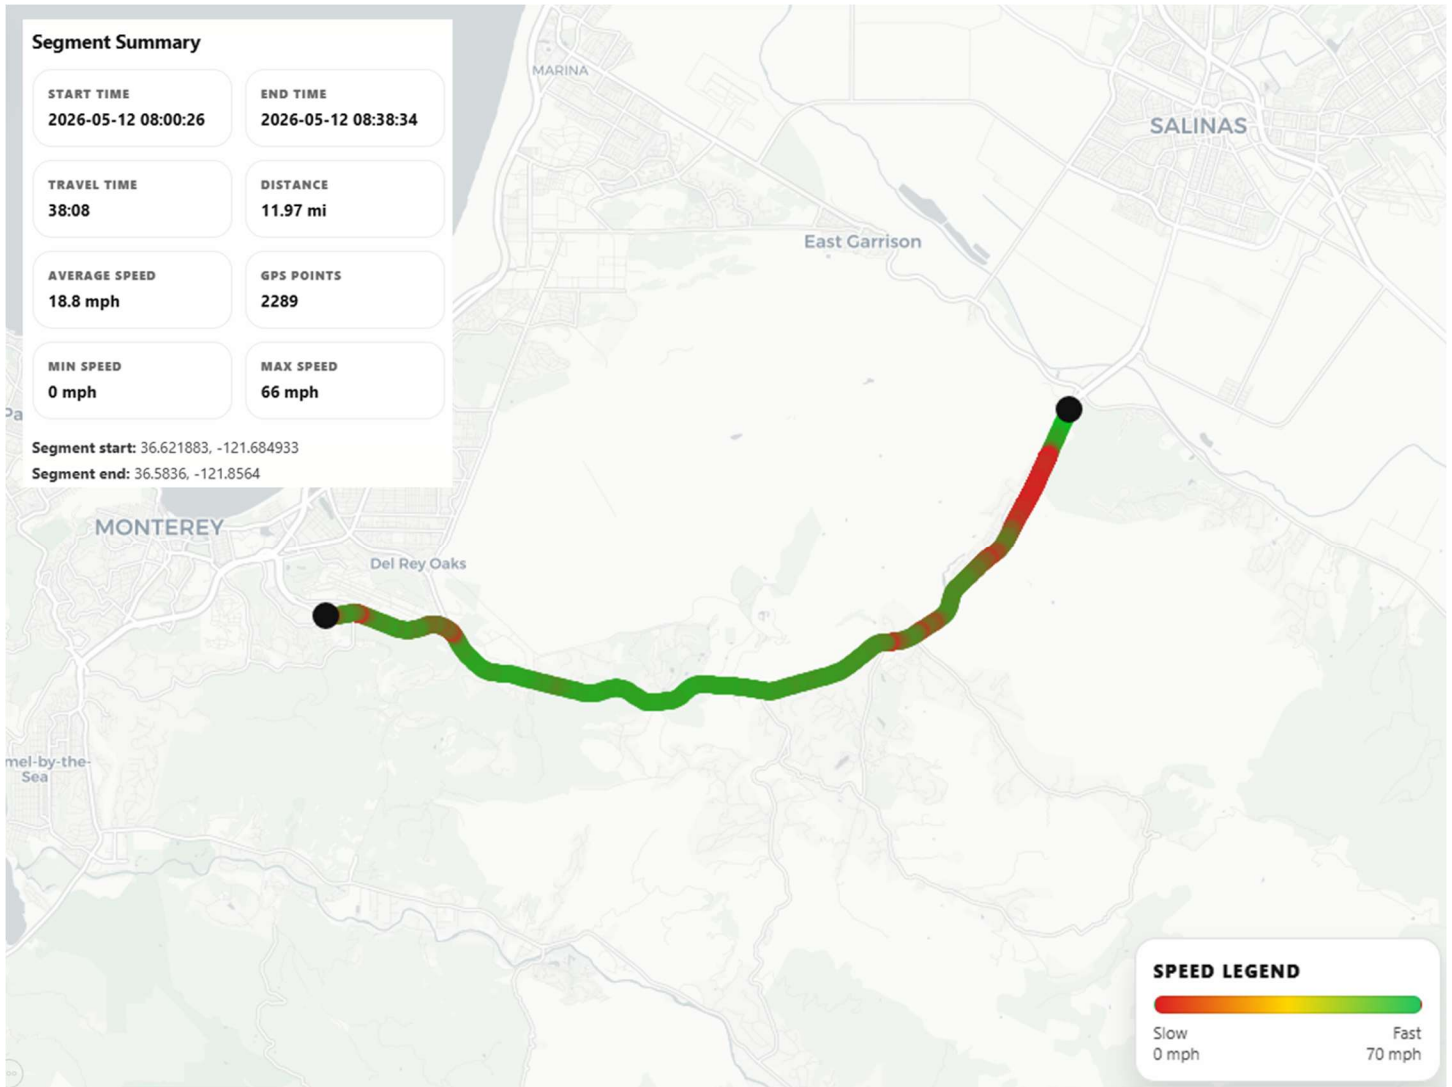 Segment Summary
START TIME
2026-05-12 08:00:26
END TIME
2026-05-12 08:38:34
TRAVEL TIME
38:08
DISTANCE
11.97 mi
AVERAGE SPEED
18.8 mph
GPS POINTS
2289
MIN SPEED
0 mph
MAX SPEED
66 mph
Segment start: 36.621883, -121.684933
Segment end: 36.5836, -121.8564
MARINA
SALINAS
East Garrison
Pa
MONTEREY
Del Rey Oaks
mel-by-the-
Sea
SPEED LEGEND
Slow
0 mph
Fast
70 mph